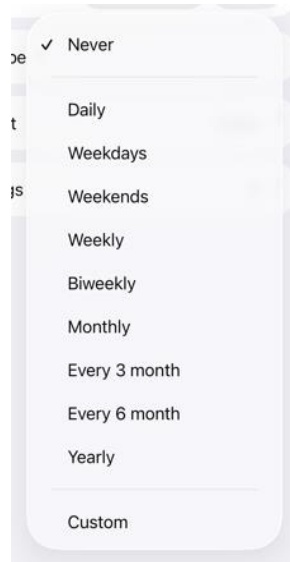 Never
Daily
Weekdays
Weekends
Weekly
Biweekly
Monthly
Every 3 month
Every 6 month
Yearly
Custom